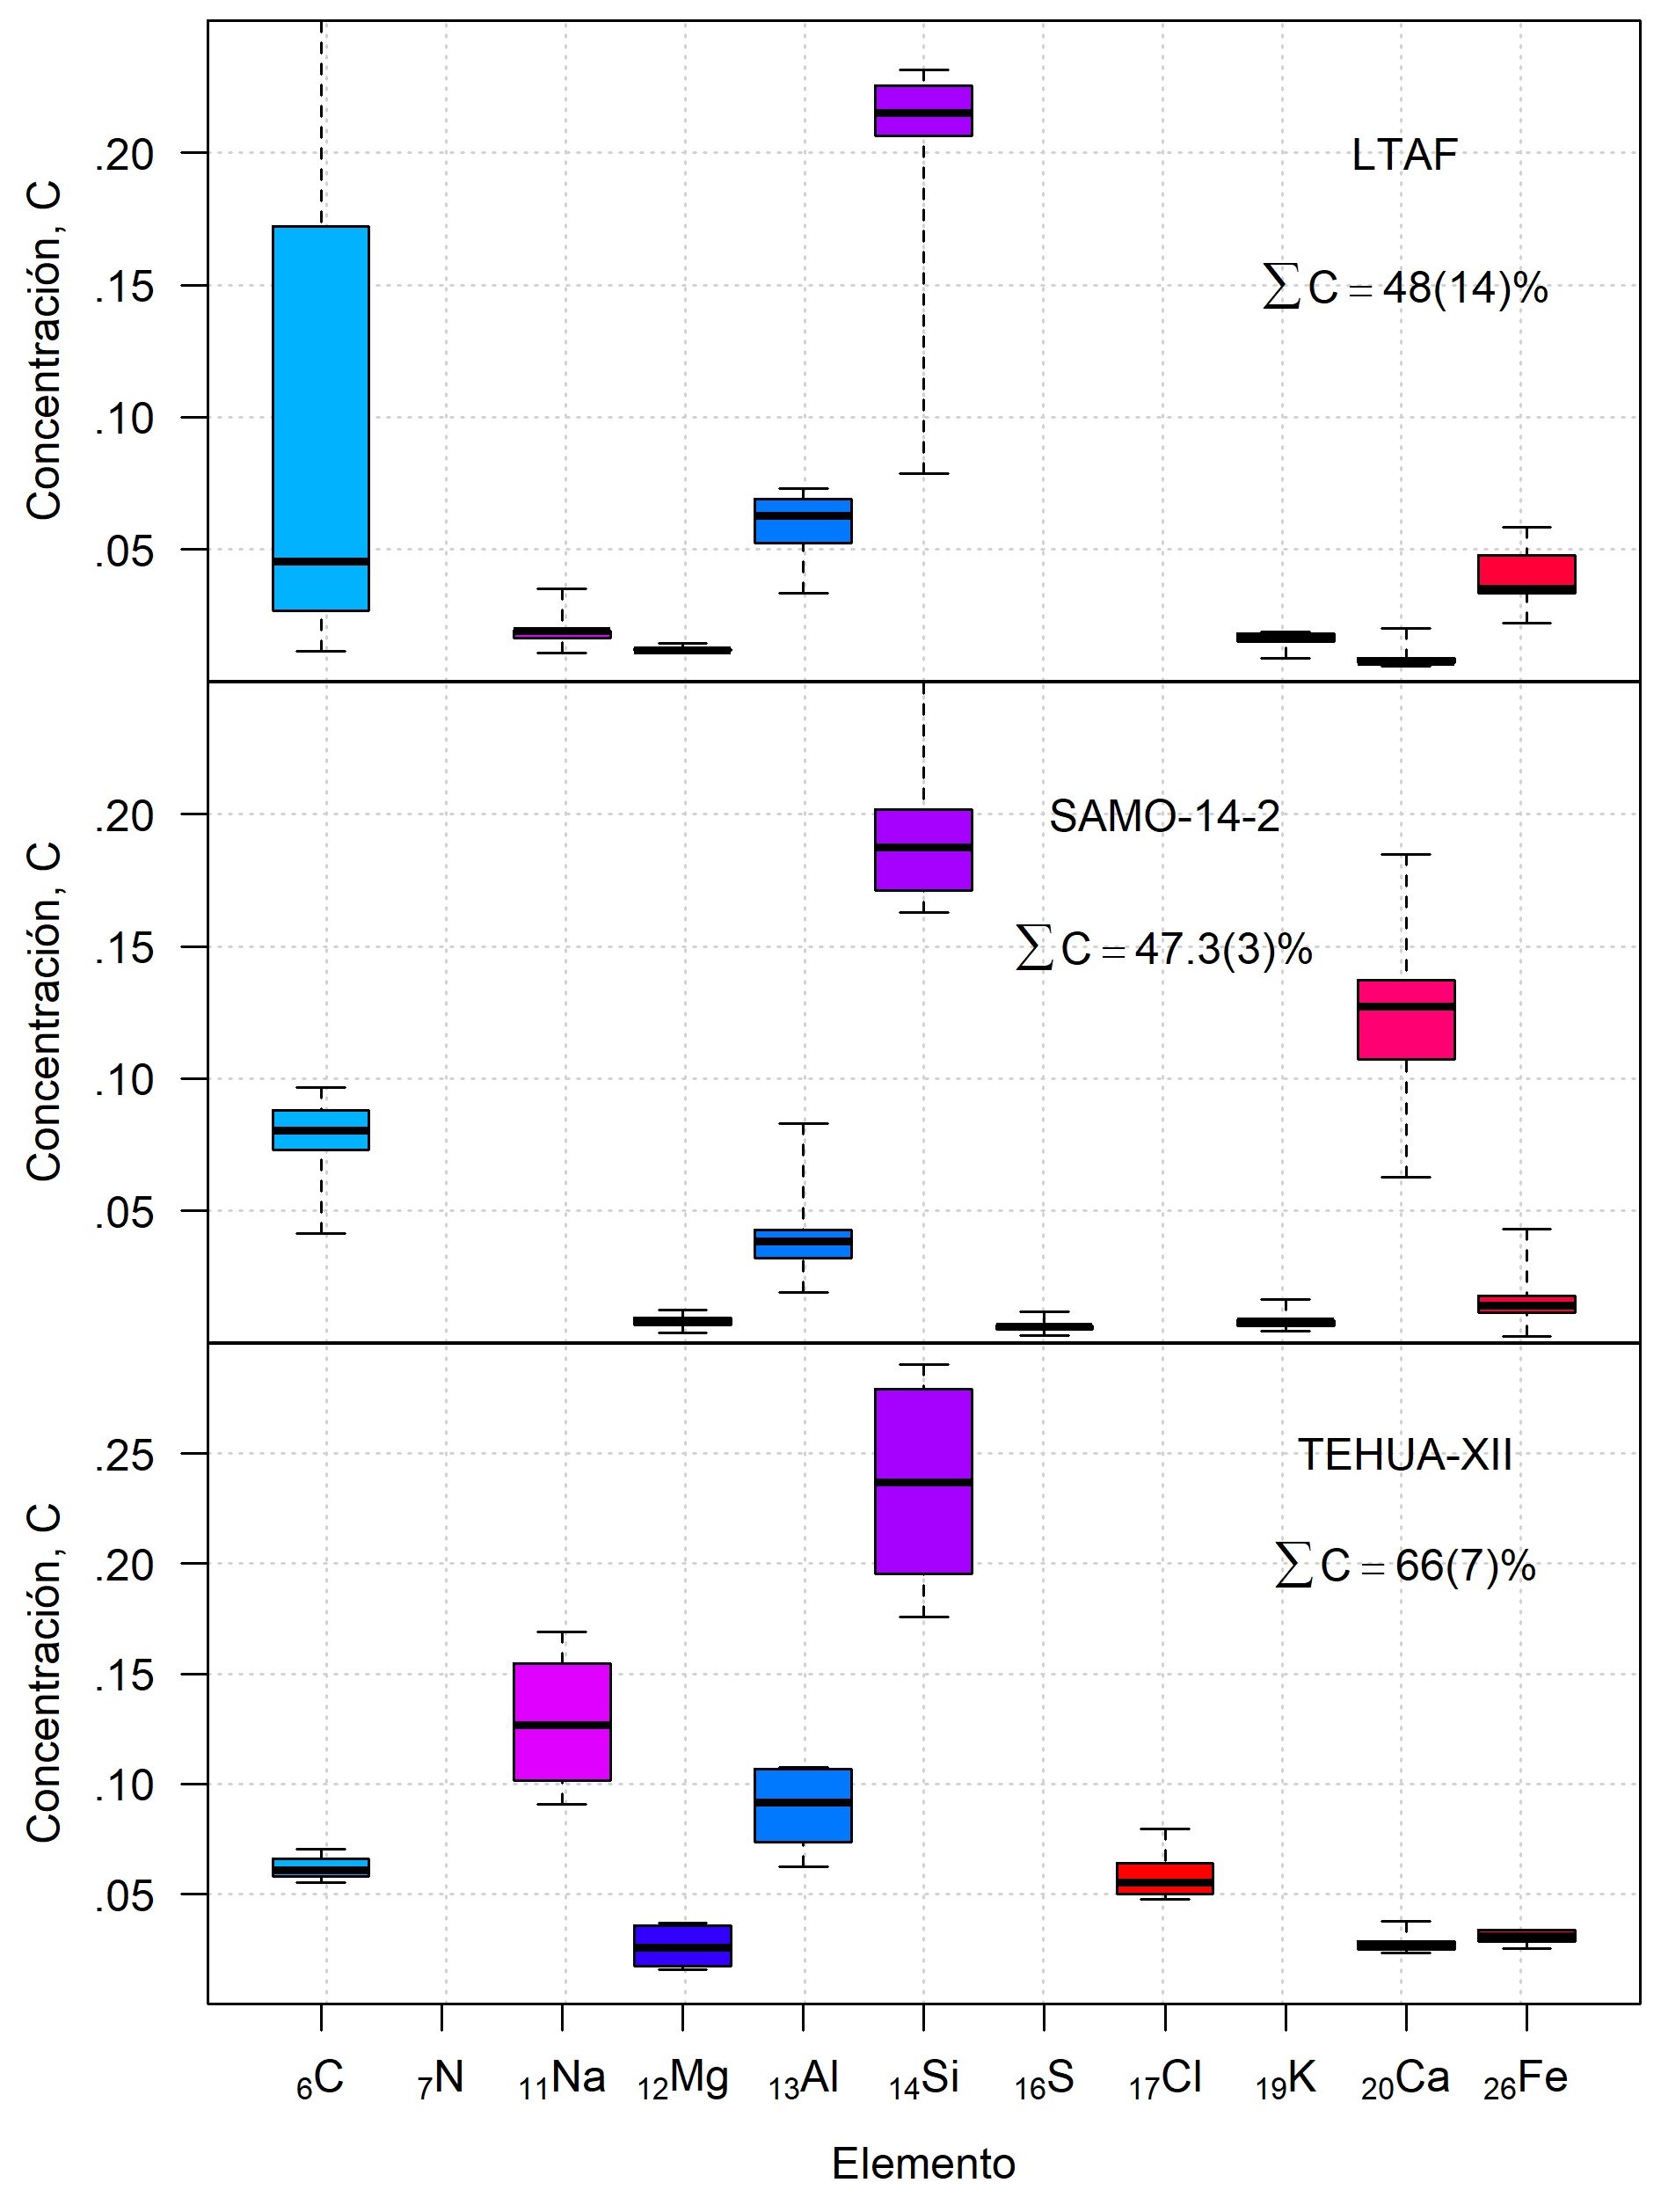 Concentración, C
.20
.15
.10
.05
LTAF
∑C = 48(14)%
Concentración, C
.20
.15
.10
.05
SAMO-14-2
∑C = 47.3(3)%
Concentración, C
.25
.20
.15
.10
.05
TEHUA-XII
∑C = 66(7)%
₆C ₇N ₁₁Na ₁₂Mg ₁₃Al ₁₄Si ₁₆S ₁₇Cl ₁₉K ₂₀Ca ₂₆Fe
Elemento